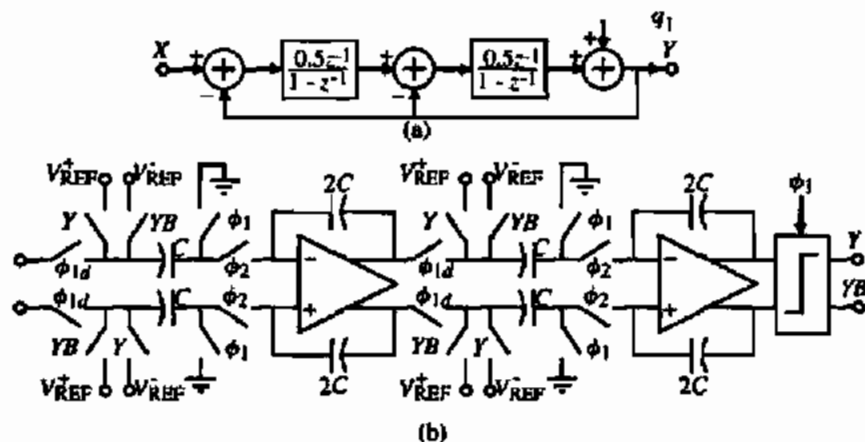 X + + 0.5z⁻¹ / 1 - z⁻¹ + + 0.5z⁻¹ / 1 - z⁻¹ + + + q₁ Y
− −
(a)
V⁺REF V⁻REF V⁺REF V⁻REF
2C 2C ϕ₁
Y YB ϕ₁ Y YB ϕ₁
ϕ₁d C ϕ₂ − ϕ₁d C ϕ₂ − Y
ϕ₁d C ϕ₂ + ϕ₁d C ϕ₂ + YB
YB Y ϕ₁ YB Y ϕ₁
2C 2C
V⁺REF V⁻REF V⁺REF V⁻REF
(b)